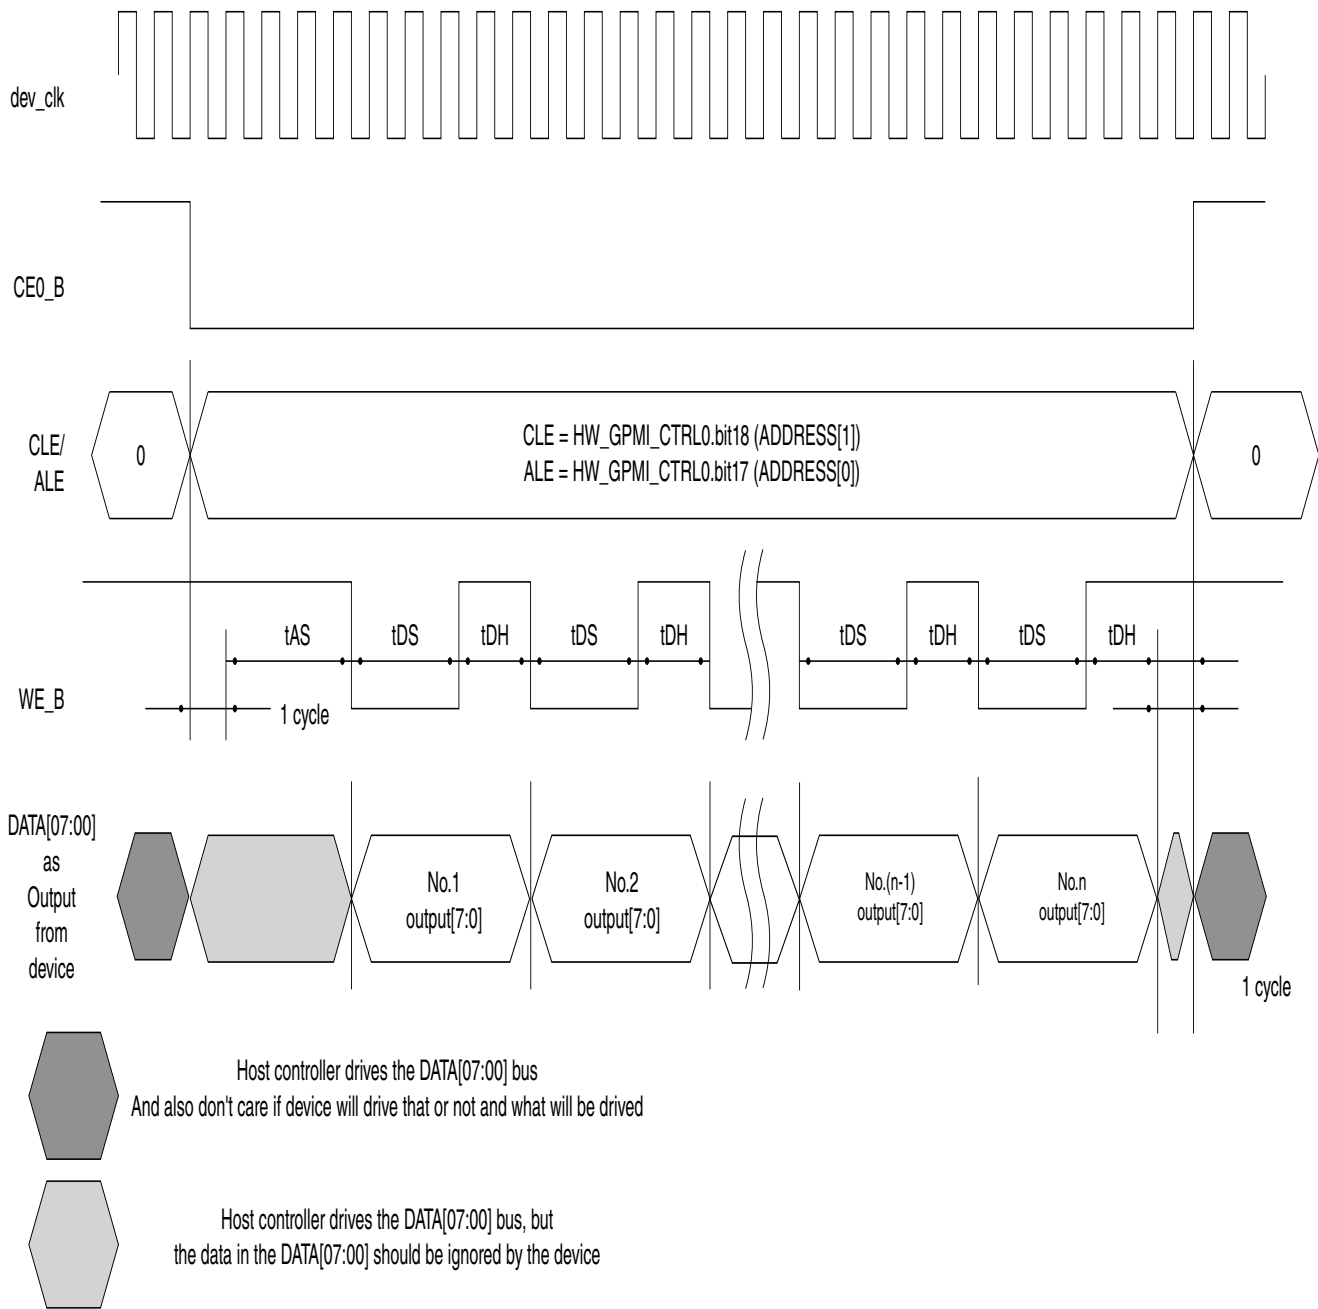 dev_clk
CE0_B
CLE/
ALE
0
CLE = HW_GPMI_CTRL0.bit18 (ADDRESS[1])
ALE = HW_GPMI_CTRL0.bit17 (ADDRESS[0])
0
tAS
tDS
tDH
tDS
tDH
tDS
tDH
tDS
tDH
WE_B
1 cycle
DATA[07:00]
as
Output
from
device
No.1
output[7:0]
No.2
output[7:0]
No.(n-1)
output[7:0]
No.n
output[7:0]
1 cycle
Host controller drives the DATA[07:00] bus
And also don't care if device will drive that or not and what will be drived
Host controller drives the DATA[07:00] bus, but
the data in the DATA[07:00] should be ignored by the device